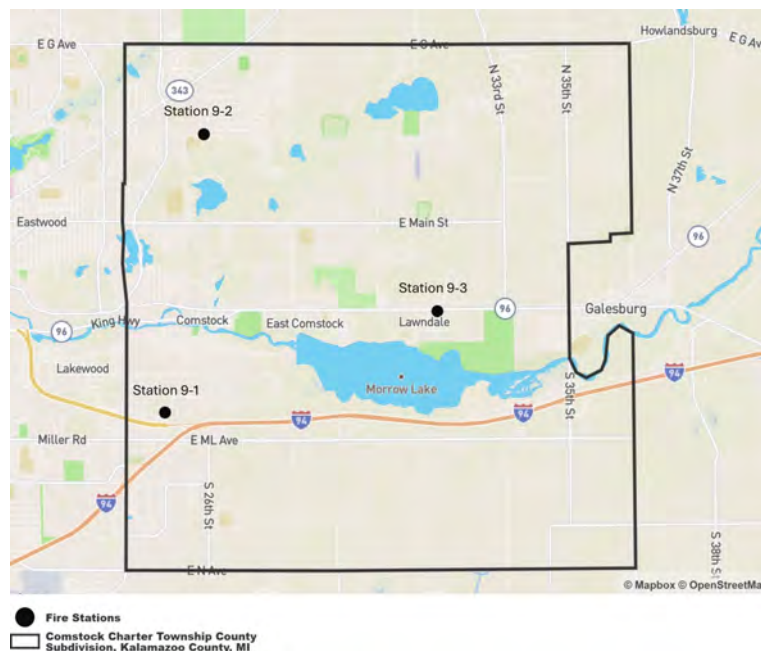 Howlandsburg
E G Ave
E G Ave
E G Ave
343
N 33rd St
N 35th St
Station 9-2
N 37th St
Eastwood
E Main St
96
Station 9-3
96
Galesburg
96
King Hwy
Comstock
East Comstock
Lawndale
Lakewood
Morrow Lake
94
S 35th St
Station 9-1
94
94
Miller Rd
E ML Ave
S 26th St
94
S 38th St
E N Ave
© Mapbox © OpenStreetMa
Fire Stations
Comstock Charter Township County
Subdivision, Kalamazoo County, MI